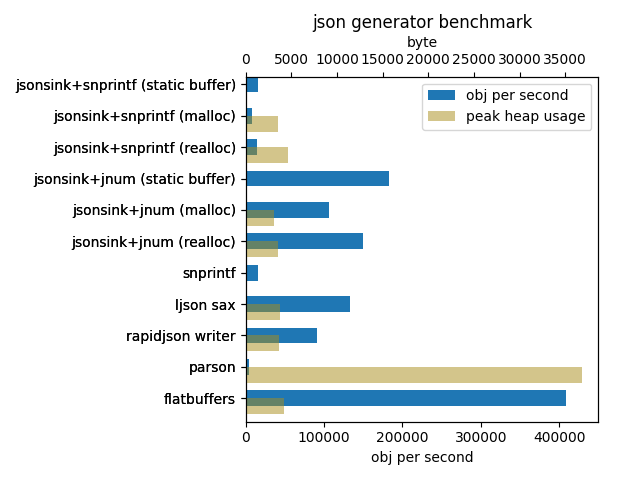 json generator benchmark
byte
0 5000 10000 15000 20000 25000 30000 35000
obj per second
peak heap usage
jsonsink+snprintf (static buffer)
jsonsink+snprintf (malloc)
jsonsink+snprintf (realloc)
jsonsink+jnum (static buffer)
jsonsink+jnum (malloc)
jsonsink+jnum (realloc)
snprintf
ljson sax
rapidjson writer
parson
flatbuffers
0 100000 200000 300000 400000
obj per second